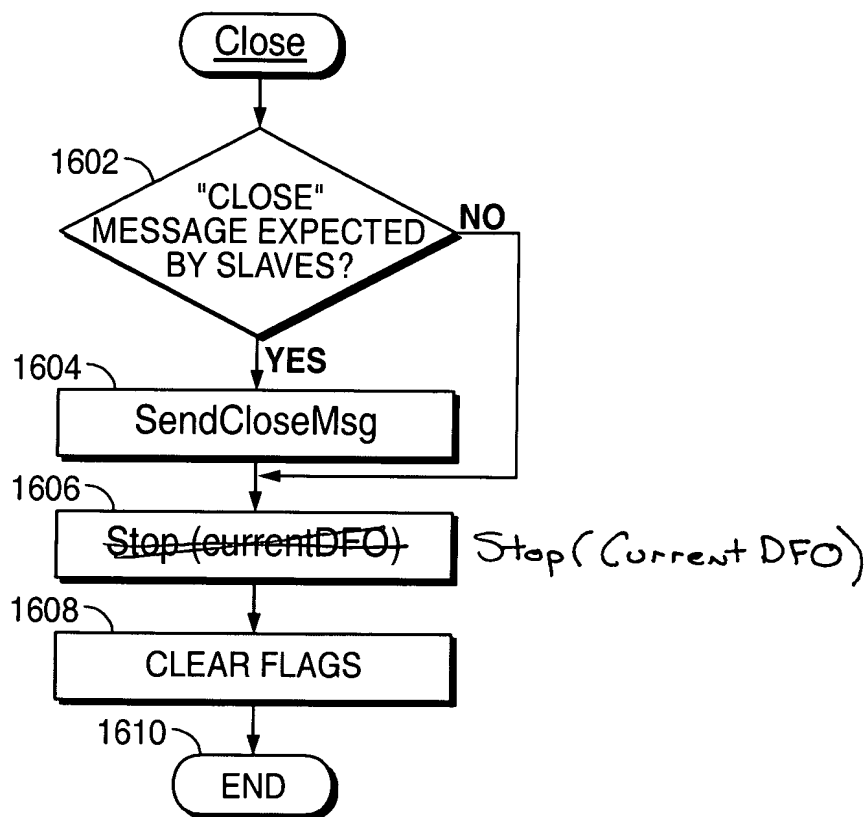 Close
1602
"CLOSE"
MESSAGE EXPECTED
BY SLAVES?
NO
YES
1604
SendCloseMsg
1606
Stop (currentDFO)
Stop (Current DFO)
1608
CLEAR FLAGS
1610
END